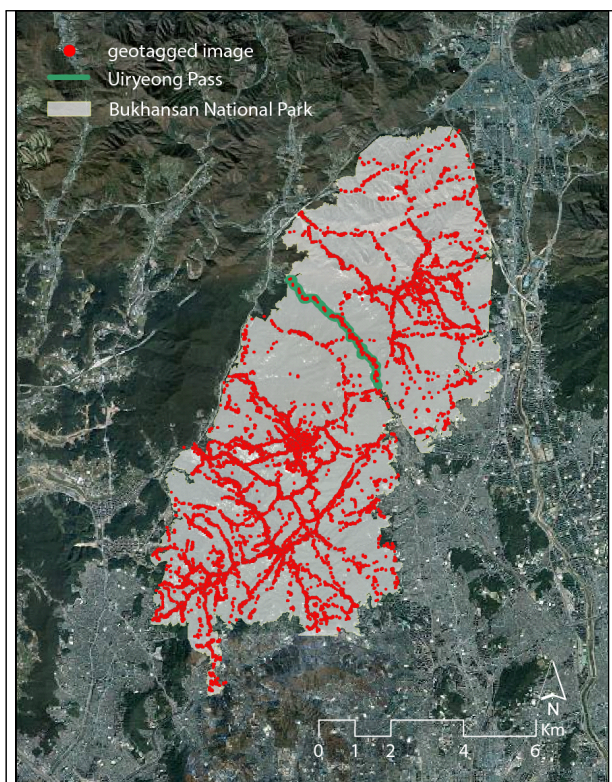 geotagged image
Uiryeong Pass
Bukhansan National Park
N
Km
0 1 2 4 6